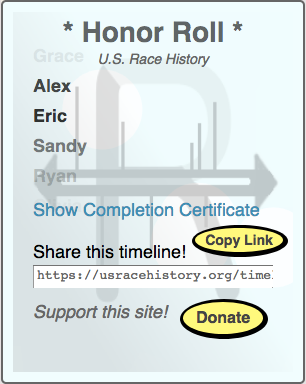 * Honor Roll *
Grace
U.S. Race History
Alex
Eric
Sandy
Ryan
Show Completion Certificate
Share this timeline!
Copy Link
https://usracehistory.org/time
Support this site!
Donate